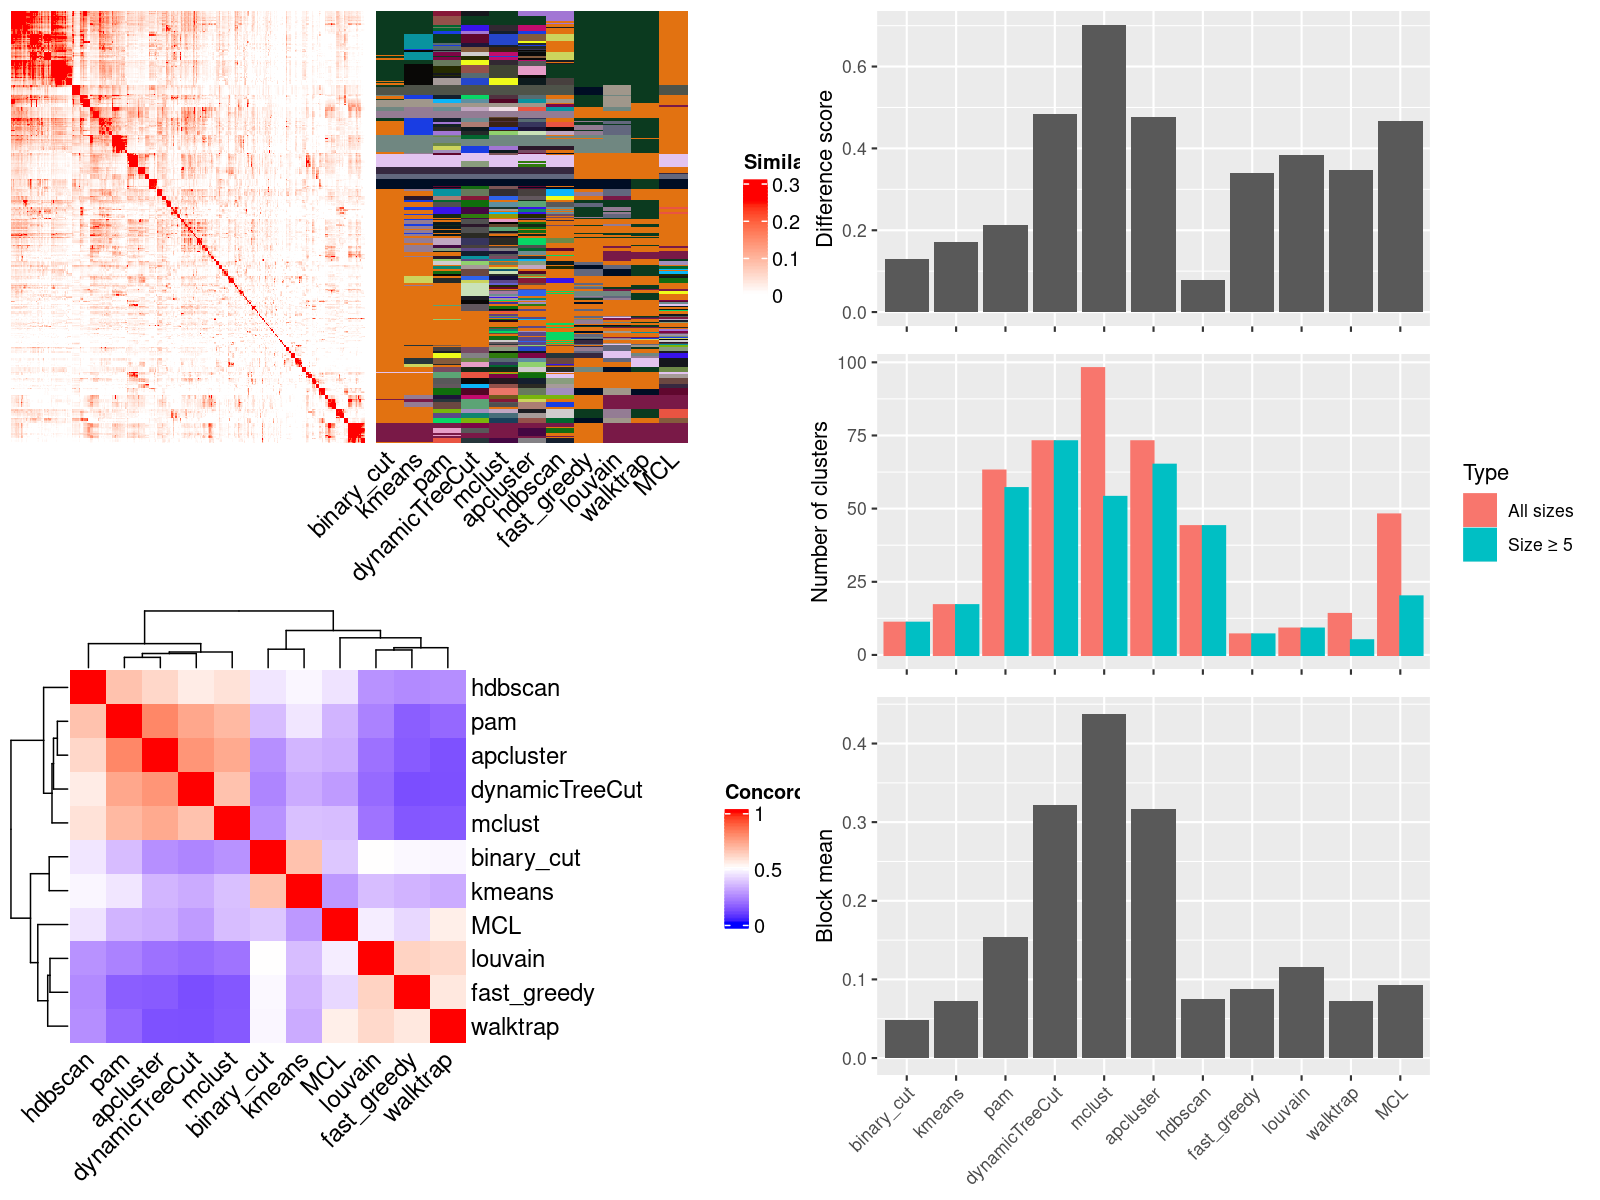 Simila
0.3
0.2
0.1
0
binary_cut
kmeans
pam
dynamicTreeCut
mclust
apcluster
hdbscan
fast_greedy
louvain
walktrap
MCL
hdbscan
pam
apcluster
dynamicTreeCut
mclust
binary_cut
kmeans
MCL
louvain
fast_greedy
walktrap
hdbscan
pam
apcluster
dynamicTreeCut
mclust
binary_cut
kmeans
MCL
louvain
fast_greedy
walktrap
Concord
1
0.5
0
Difference score
0.6
0.4
0.2
0.0
Number of clusters
100
75
50
25
0
Type
All sizes
Size ≥ 5
Block mean
0.4
0.3
0.2
0.1
0.0
binary_cut
kmeans
pam
dynamicTreeCut
mclust
apcluster
hdbscan
fast_greedy
louvain
walktrap
MCL